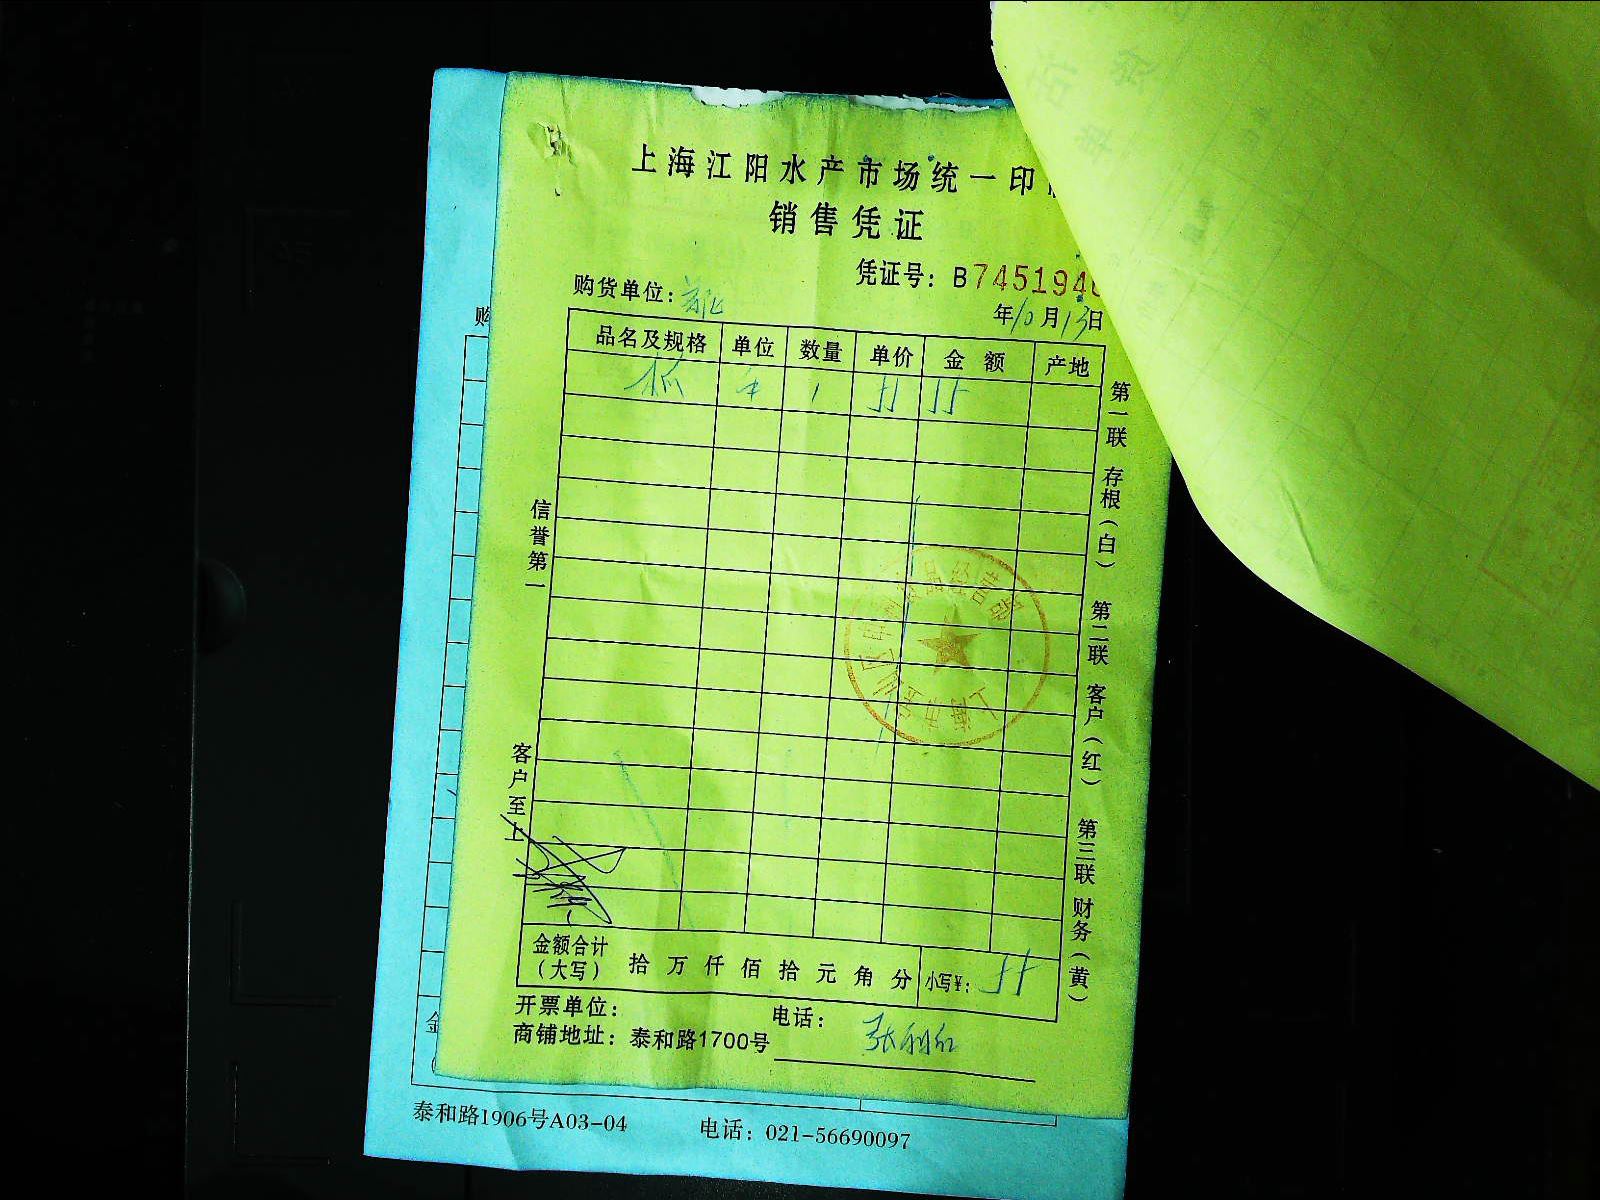 上海江阳水产市场统一印
销售凭证
凭证号：B745194
购货单位：
年10月13日
品名及规格 单位 数量 单价 金额 产地
1
信誉第一
客户至上
第一联 存根（白） 第二联 客户（红） 第三联 财务（黄）
金额合计（大写） 拾 万 仟 佰 拾 元 角 分 小写¥：
开票单位： 电话：
商铺地址：泰和路1700号
购
金
泰和路1906号A03-04 电话：021-56690097